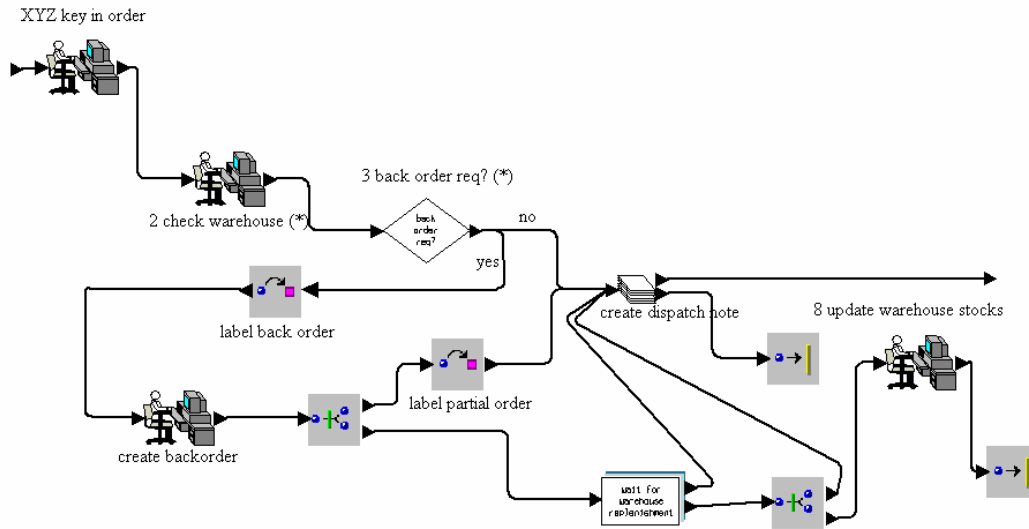 XYZ key in order
3 back order req? (*)
2 check warehouse (*)
back
order
req?
no
yes
label back order
create dispatch note
8 update warehouse stocks
label partial order
create backorder
wait for
warehouse
replenishment